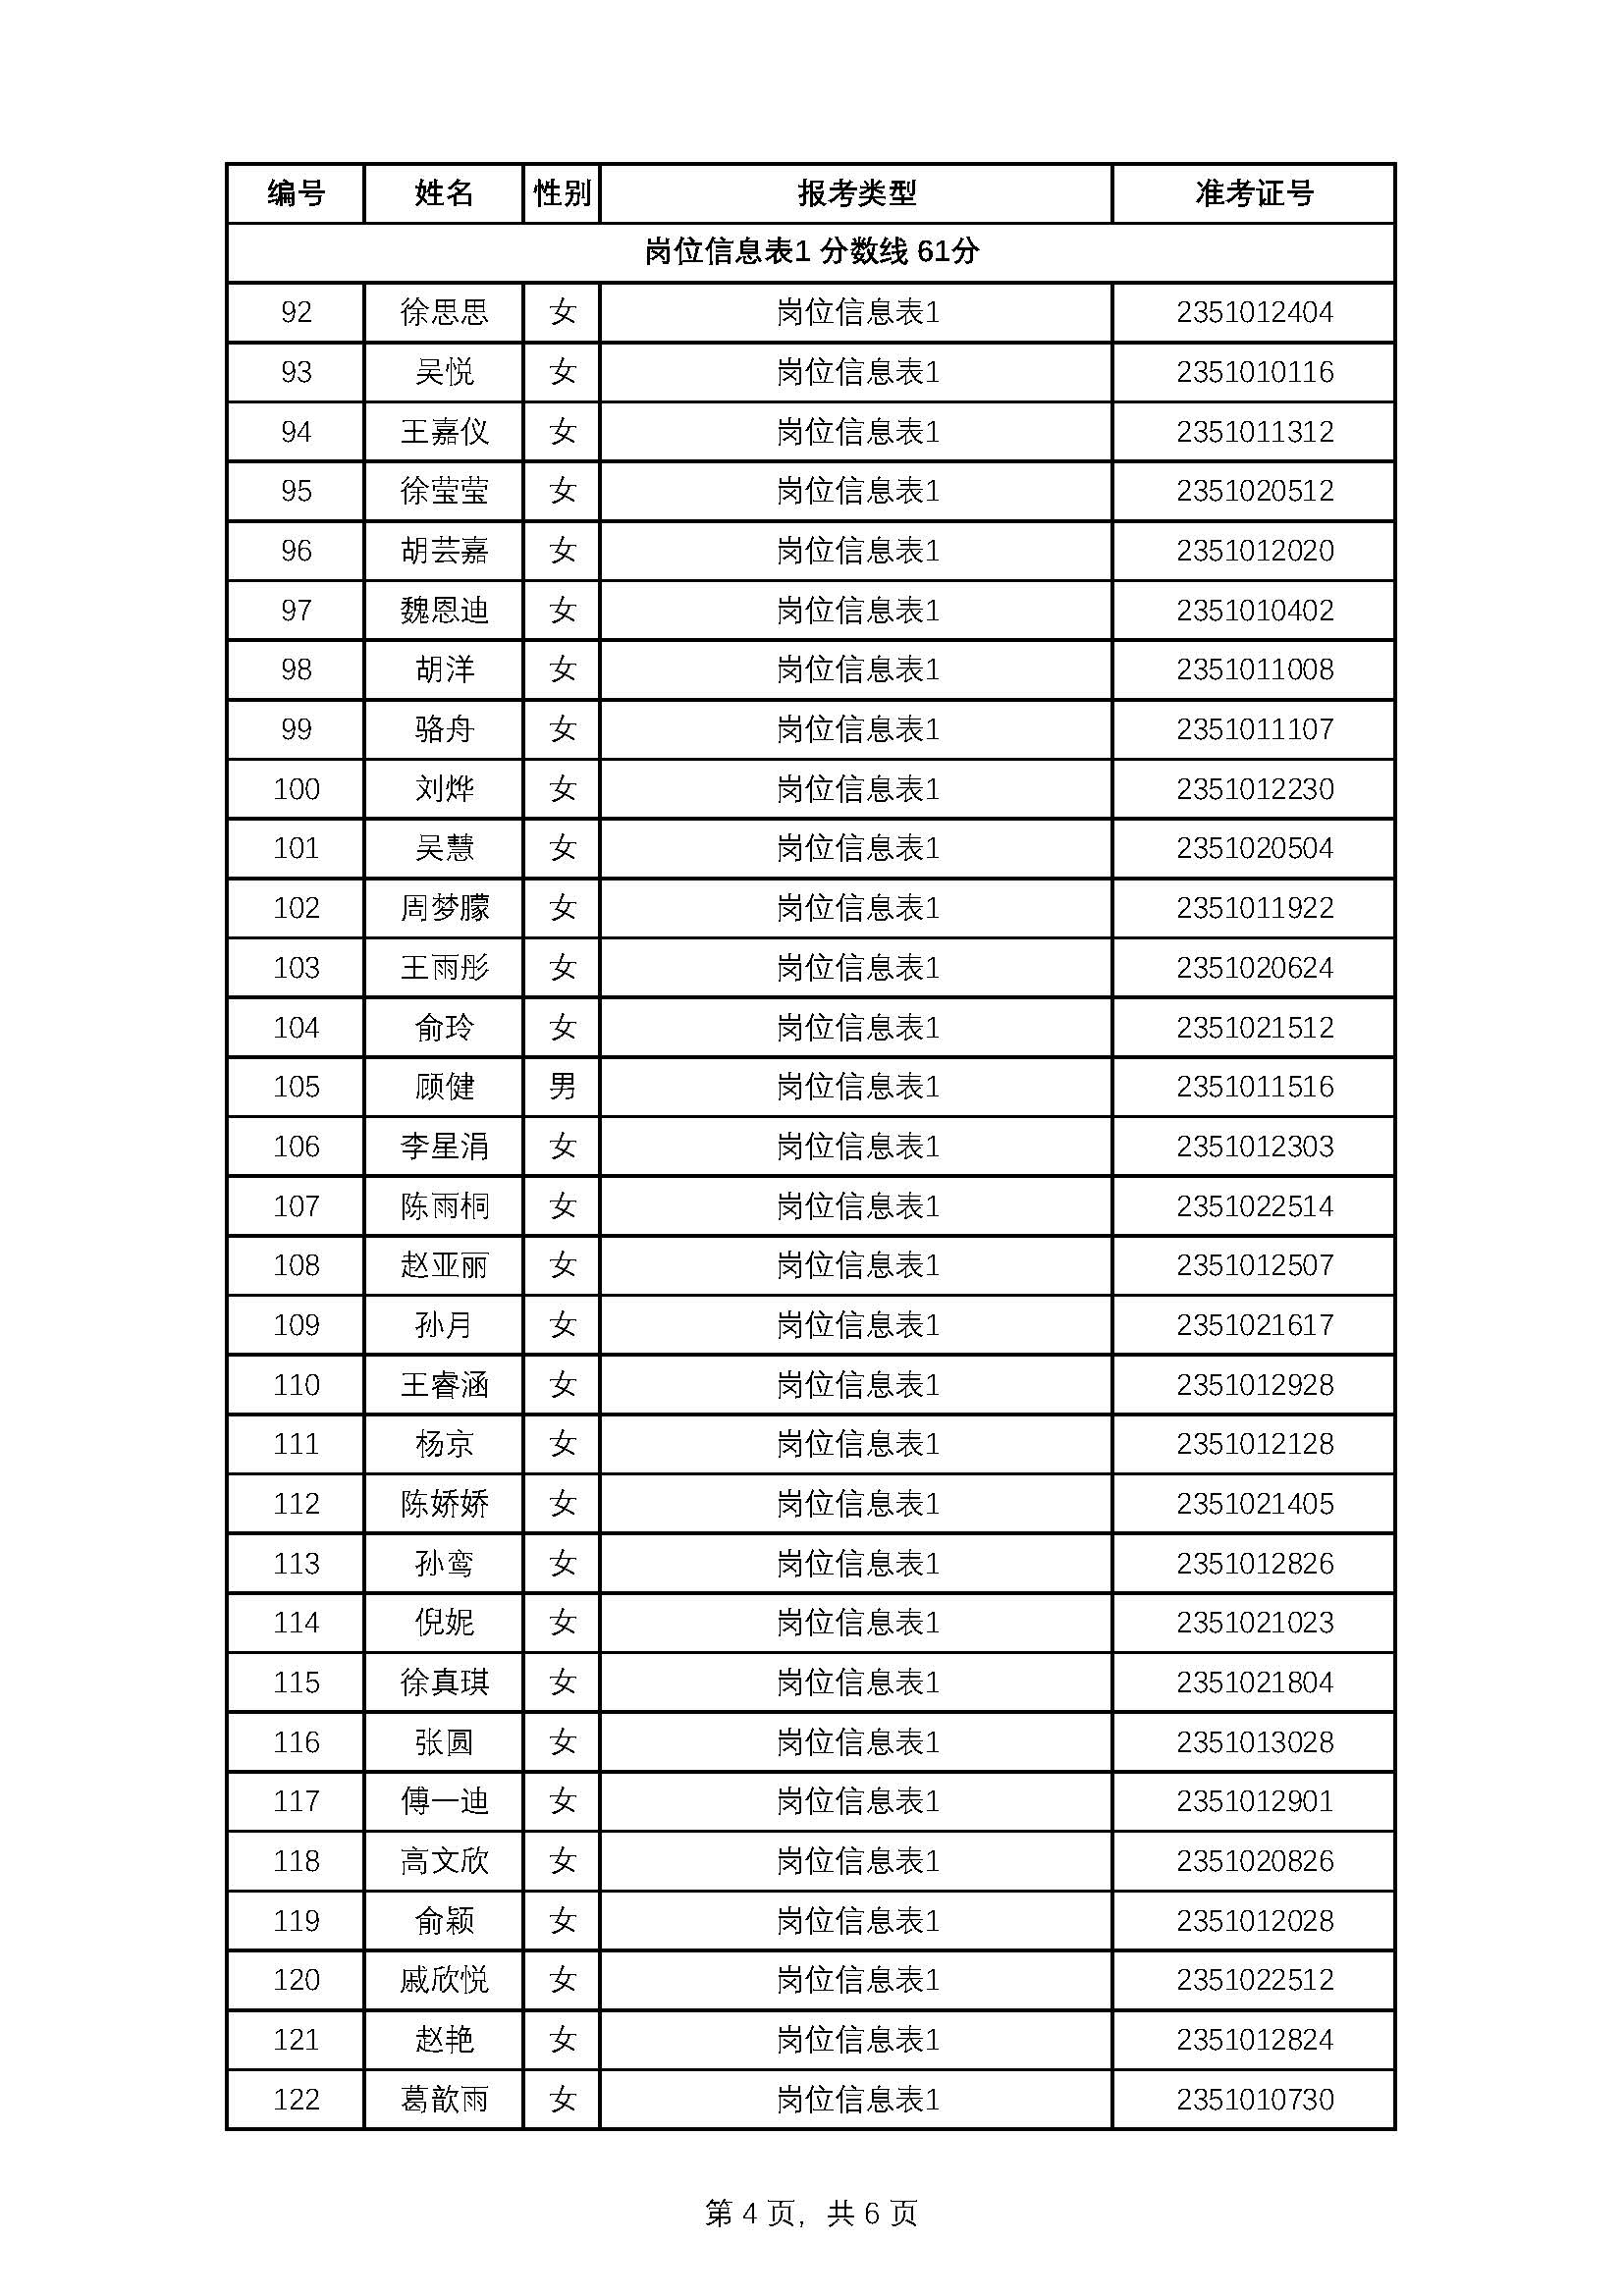 编号 姓名 性别 报考类型 准考证号
岗位信息表1 分数线 61分
92 徐思思 女 岗位信息表1 2351012404
93 吴悦 女 岗位信息表1 2351010116
94 王嘉仪 女 岗位信息表1 2351011312
95 徐莹莹 女 岗位信息表1 2351020512
96 胡芸嘉 女 岗位信息表1 2351012020
97 魏恩迪 女 岗位信息表1 2351010402
98 胡洋 女 岗位信息表1 2351011008
99 骆舟 女 岗位信息表1 2351011107
100 刘烨 女 岗位信息表1 2351012230
101 吴慧 女 岗位信息表1 2351020504
102 周梦朦 女 岗位信息表1 2351011922
103 王雨彤 女 岗位信息表1 2351020624
104 俞玲 女 岗位信息表1 2351021512
105 顾健 男 岗位信息表1 2351011516
106 李星涓 女 岗位信息表1 2351012303
107 陈雨桐 女 岗位信息表1 2351022514
108 赵亚丽 女 岗位信息表1 2351012507
109 孙月 女 岗位信息表1 2351021617
110 王睿涵 女 岗位信息表1 2351012928
111 杨京 女 岗位信息表1 2351012128
112 陈娇娇 女 岗位信息表1 2351021405
113 孙鸾 女 岗位信息表1 2351012826
114 倪妮 女 岗位信息表1 2351021023
115 徐真琪 女 岗位信息表1 2351021804
116 张圆 女 岗位信息表1 2351013028
117 傅一迪 女 岗位信息表1 2351012901
118 高文欣 女 岗位信息表1 2351020826
119 俞颖 女 岗位信息表1 2351012028
120 戚欣悦 女 岗位信息表1 2351022512
121 赵艳 女 岗位信息表1 2351012824
122 葛歆雨 女 岗位信息表1 2351010730
第 4 页，共 6 页